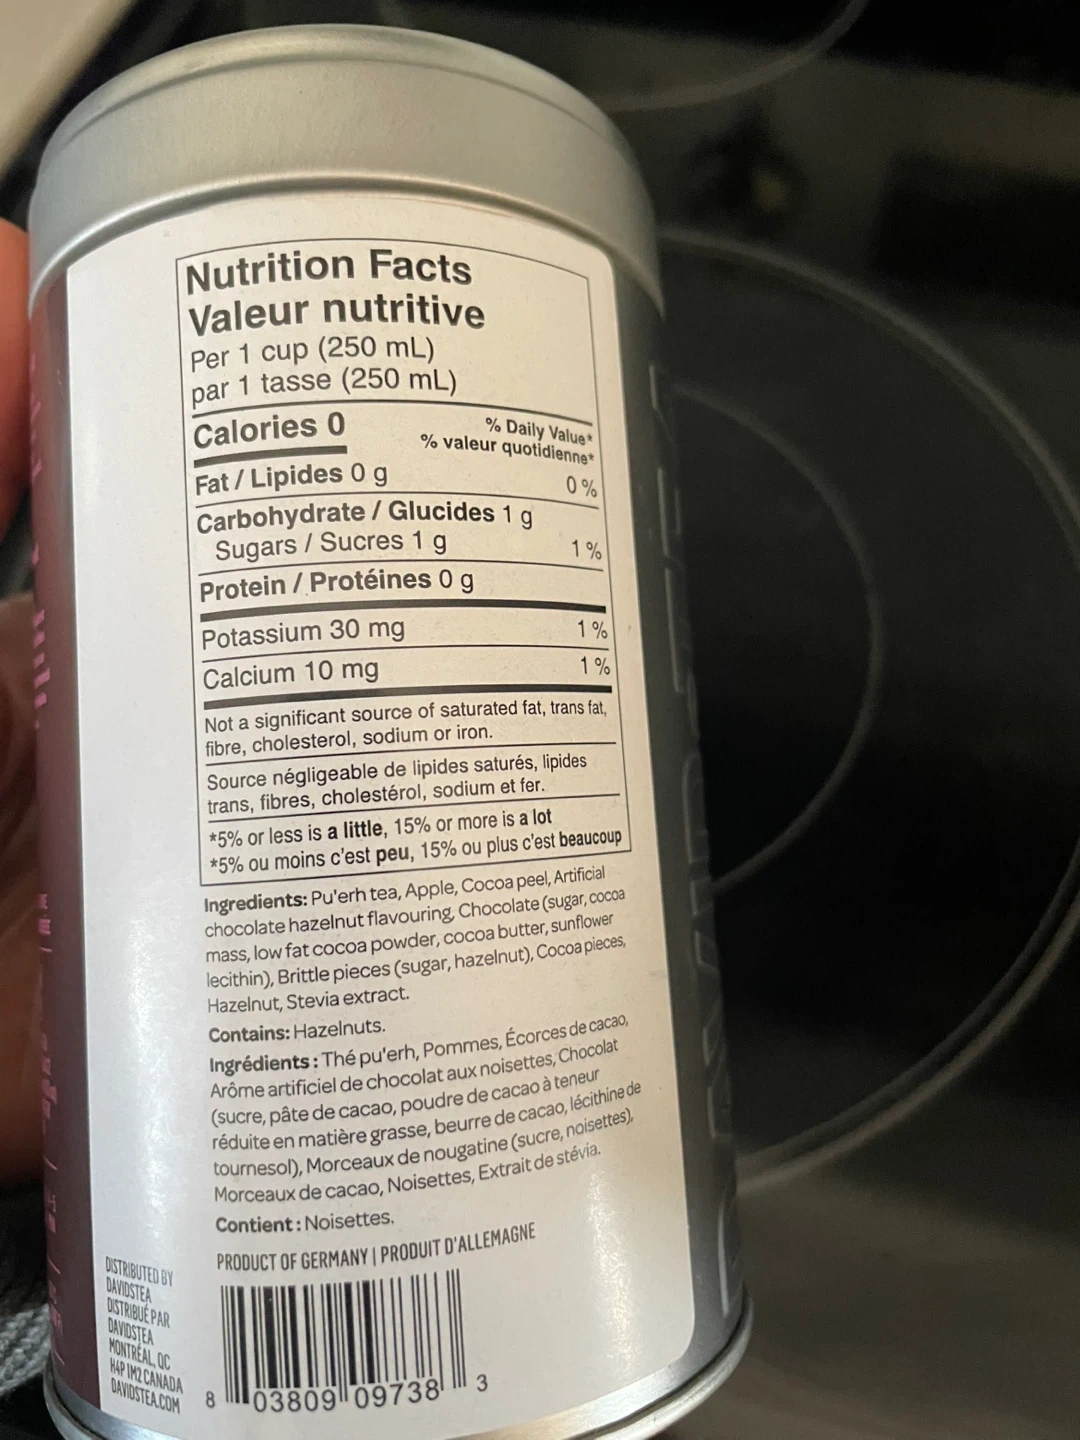 Nutrition Facts
Valeur nutritive
Per 1 cup (250 mL)
par 1 tasse (250 mL)
Calories 0
% Daily Value*
% valeur quotidienne*
Fat / Lipides 0 g 0 %
Carbohydrate / Glucides 1 g
Sugars / Sucres 1 g 1 %
Protein / Protéines 0 g
Potassium 30 mg 1 %
Calcium 10 mg 1 %
Not a significant source of saturated fat, trans fat,
fibre, cholesterol, sodium or iron.
Source négligeable de lipides saturés, lipides
trans, fibres, cholestérol, sodium et fer.
*5% or less is a little, 15% or more is a lot
*5% ou moins c'est peu, 15% ou plus c'est beaucoup
Ingredients: Pu'erh tea, Apple, Cocoa peel, Artificial
chocolate hazelnut flavouring, Chocolate (sugar, cocoa
mass, low fat cocoa powder, cocoa butter, sunflower
lecithin), Brittle pieces (sugar, hazelnut), Cocoa pieces,
Hazelnut, Stevia extract.
Contains: Hazelnuts.
Ingrédients : Thé pu'erh, Pommes, Écorces de cacao,
Arôme artificiel de chocolat aux noisettes, Chocolat
(sucre, pâte de cacao, poudre de cacao à teneur
réduite en matière grasse, beurre de cacao, lécithine de
tournesol), Morceaux de nougatine (sucre, noisettes),
Morceaux de cacao, Noisettes, Extrait de stévia.
Contient : Noisettes.
PRODUCT OF GERMANY | PRODUIT D'ALLEMAGNE
DISTRIBUTED BY
DAVIDSTEA
DISTRIBUÉ PAR
DAVIDSTEA
MONTRÉAL, QC
H4P 1M2 CANADA
DAVIDSTEA.COM
8 03809 09738 3